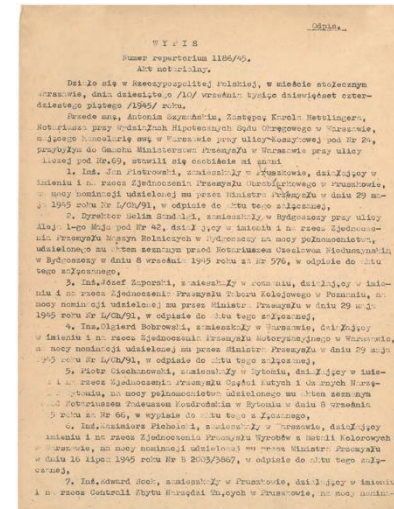 Odpis.
W Y P I S
Numer repertorium 1186/45.
Akt notarialny.
Działo się w Rzeczypospolitej Polskiej, w mieście stołecznym
Warszawie, dnia dziesiątego /10/ września tysiąc dziewięćset czter-
dziestego piątego /1945/ roku.
Przede mną, Antonim Szymańskim, Zastępcą Karola Hettlingera,
Notariusza przy Wydziałach Hipotecznych Sądu Okręgowego w Warszawie,
mającego Kancelarię swą w Warszawie przy ulicy Koszykowej pod Nr 24,
przybyłym do Gmachu Ministerstwa Przemysłu w Warszawie przy ulicy
pod Nr.69, stawili się osobiście mi znani
1. Inż. Jan Piotrowski, zamieszkały w Pruszkowie, działający w
imieniu i na rzecz Zjednoczenia Przemysłu Obrabiarkowego w Pruszkowie,
na mocy nominacji udzielonej mu przez Ministra Przemysłu w dniu 29 ma-
ja 1945 roku Nr L/Ch/91, w odpisie do aktu tego załączonej,
2. Dyrektor Selim zamieszkały w Bydgoszczy przy ulicy
Aleja 1-go Maja pod Nr 42, działający w imieniu i na rzecz Zjednocze-
nia Przemysłu Maszyn Rolniczych w Bydgoszczy na mocy pełnomocnictwa,
udzielonego mu aktem zeznanym przed Notariuszem Czesławem
w Bydgoszczy w dniu 8 września 1945 roku za Nr 576, w odpisie do aktu
tego załączonego,
3. Inż.Józef Zaporski, zamieszkały w Poznaniu, działający w imie-
niu i na rzecz Zjednoczenia Przemysłu Taboru Kolejowego w Poznaniu, na
mocy nominacji udzielonej mu przez Ministra Przemysłu w dniu 29 maja
1945 roku Nr L/Ch/91, w odpisie do aktu tego załączonej,
4. Inż.Olgierd Bobrowski, zamieszkały w Warszawie, działający
w imieniu i na rzecz Zjednoczenia Przemysłu Motoryzacyjnego w Warszawie,
na mocy nominacji udzielonej mu przez Ministra Przemysłu w dniu 29 maja
1945 roku Nr L/Ch/91, w odpisie do aktu tego załączonej,
5. Piotr Ciechanowski, zamieszkały w Bytomiu, działający w imie-
i na rzecz Zjednoczenia Przemysłu Części Kutych i Narzę-
Bytomiu, na mocy pełnomocnictwa udzielonego mu aktem zeznanym
Notariuszem Tadeuszem w Bytomiu w dniu 8 września
5 roku za Nr 66, w wypisie do aktu tego załączonego,
6. Inż.Kazimierz Picholski, zamieszkały w Warszawie, działający
imieniu i na rzecz Zjednoczenia Przemysłu Wyrobów z Metali Kolorowych
Warszawie, na mocy nominacji udzielonej mu przez Ministra Przemysłu
w dniu 16 lipca 1945 roku Nr B 2003/5867, w odpisie do aktu tego załą-
czonej,
7. Inż.Edward Sock, zamieszkały w Pruszkowie, działający w imieniu
i na rzecz Centrali Zbytu Narzędzi w Pruszkowie, na mocy nomina-